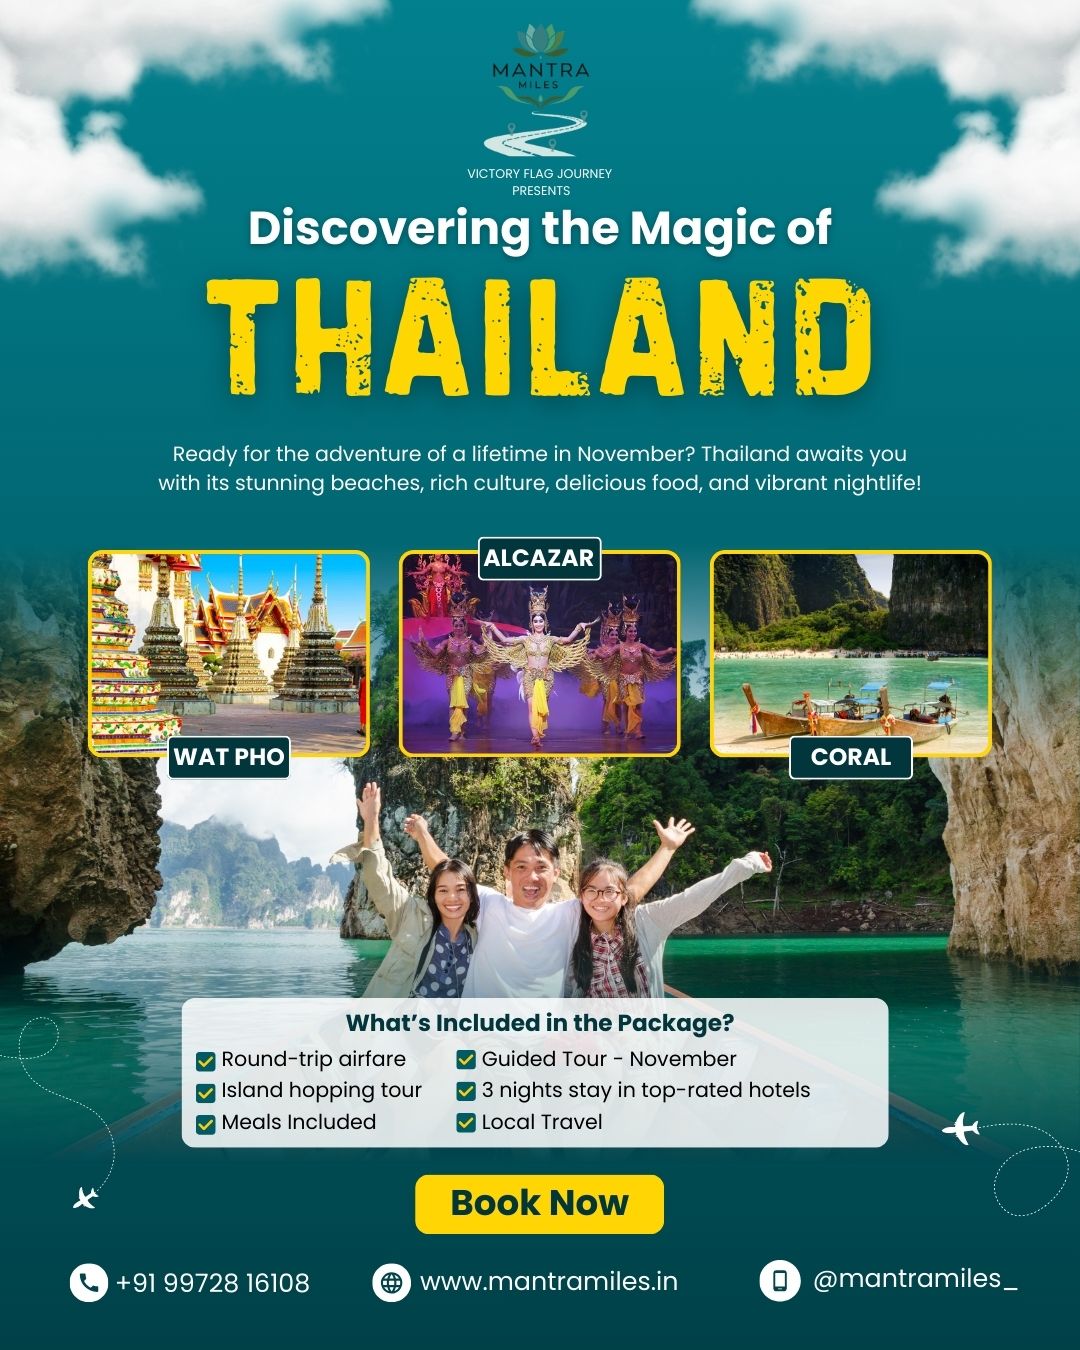 MANTRA
MILES
VICTORY FLAG JOURNEY
PRESENTS
Discovering the Magic of
THAILAND
Ready for the adventure of a lifetime in November? Thailand awaits you
with its stunning beaches, rich culture, delicious food, and vibrant nightlife!
WAT PHO
ALCAZAR
CORAL
What's Included in the Package?
Round-trip airfare
Island hopping tour
Meals Included
Guided Tour - November
3 nights stay in top-rated hotels
Local Travel
Book Now
+91 99728 16108
www.mantramiles.in
@mantramiles_